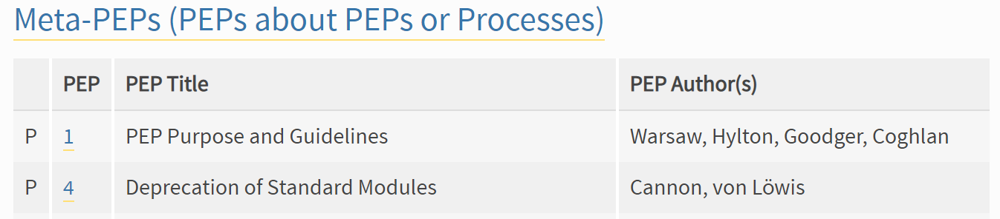 Meta-PEPs (PEPs about PEPs or Processes)
PEP PEP Title PEP Author(s)
P 1 PEP Purpose and Guidelines Warsaw, Hylton, Goodger, Coghlan
P 4 Deprecation of Standard Modules Cannon, von Löwis